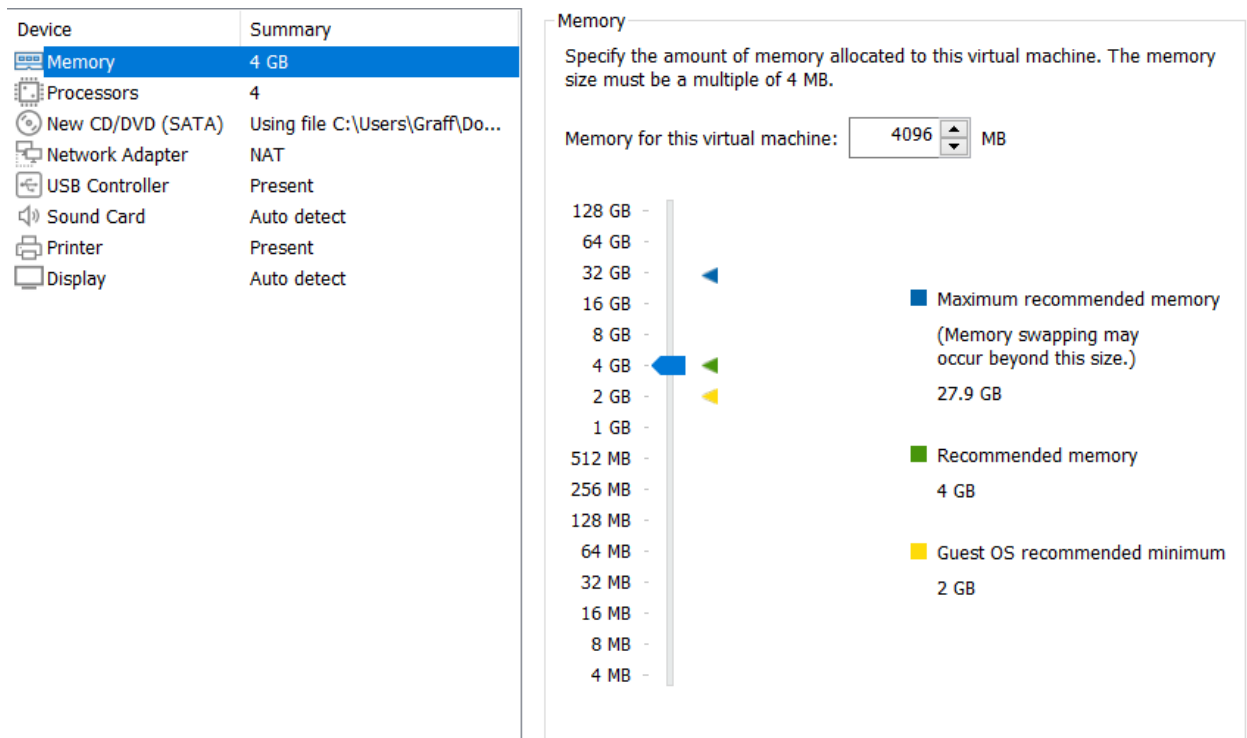 Device Summary
Memory 4 GB
Processors 4
New CD/DVD (SATA) Using file C:\Users\Graff\Do...
Network Adapter NAT
USB Controller Present
Sound Card Auto detect
Printer Present
Display Auto detect
Memory
Specify the amount of memory allocated to this virtual machine. The memory
size must be a multiple of 4 MB.
Memory for this virtual machine: 4096 MB
128 GB
64 GB
32 GB
16 GB
8 GB
4 GB
2 GB
1 GB
512 MB
256 MB
128 MB
64 MB
32 MB
16 MB
8 MB
4 MB
Maximum recommended memory
(Memory swapping may
occur beyond this size.)
27.9 GB
Recommended memory
4 GB
Guest OS recommended minimum
2 GB